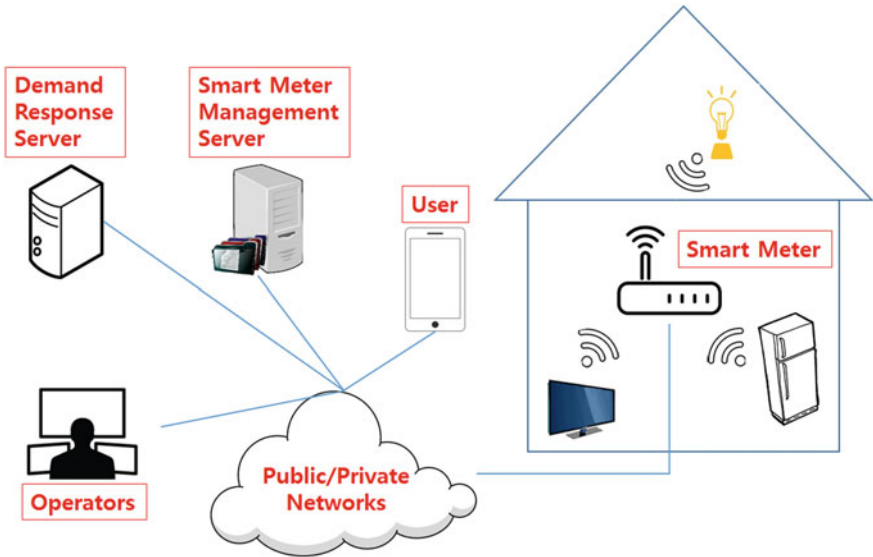 Demand
Response
Server
Smart Meter
Management
Server
User
Smart Meter
Operators
Public/Private
Networks